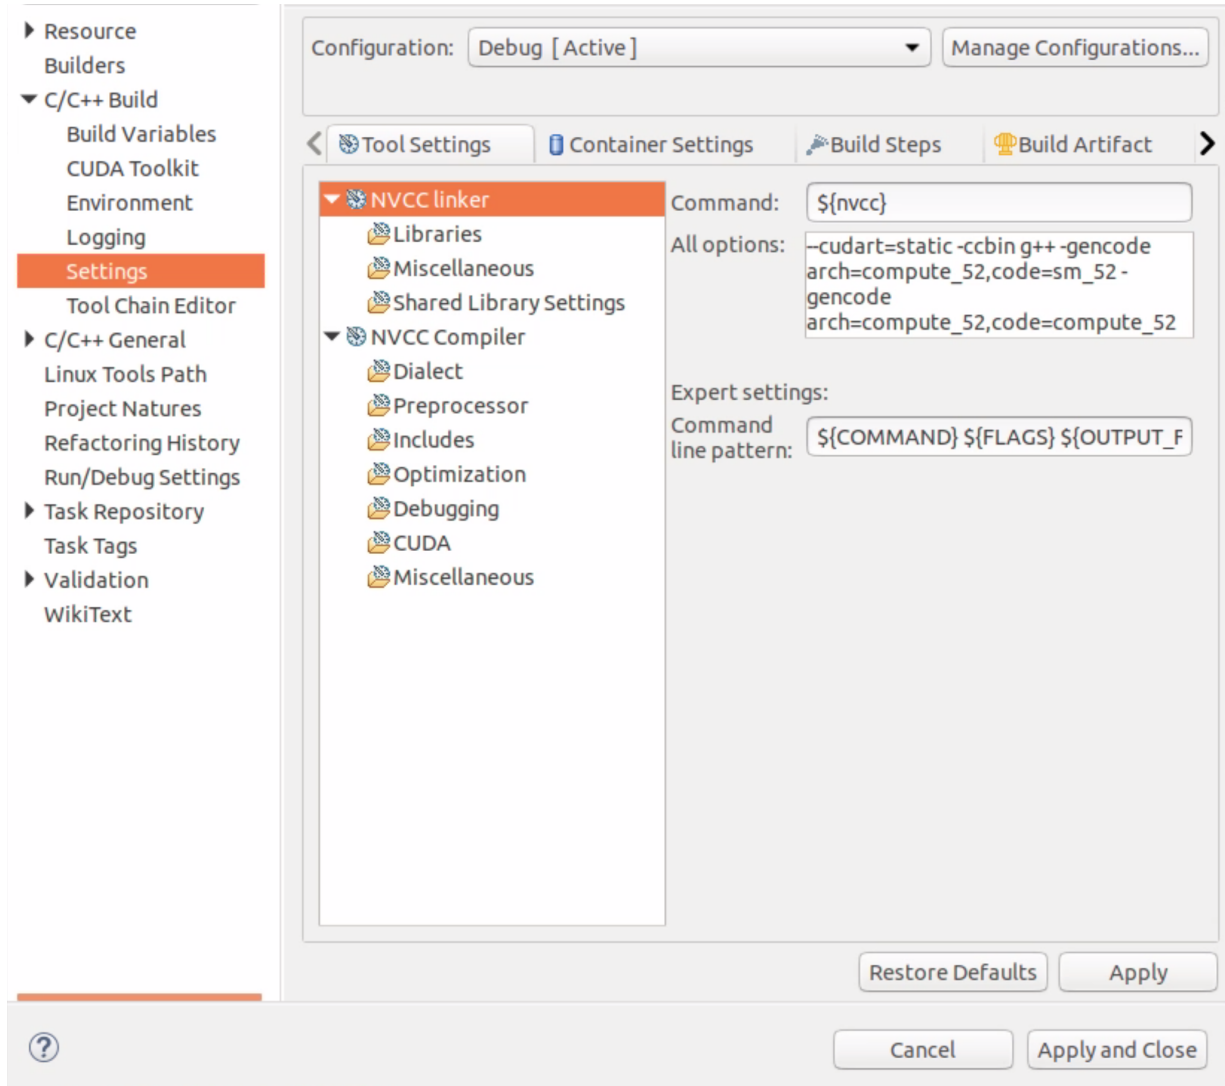 Resource
Builders
C/C++ Build
Build Variables
CUDA Toolkit
Environment
Logging
Settings
Tool Chain Editor
C/C++ General
Linux Tools Path
Project Natures
Refactoring History
Run/Debug Settings
Task Repository
Task Tags
Validation
WikiText
Configuration: Debug [ Active ] Manage Configurations...
Tool Settings Container Settings Build Steps Build Artifact
NVCC linker
Libraries
Miscellaneous
Shared Library Settings
NVCC Compiler
Dialect
Preprocessor
Includes
Optimization
Debugging
CUDA
Miscellaneous
Command: ${nvcc}
All options: --cudart=static -ccbin g++ -gencode
arch=compute_52,code=sm_52 -
gencode
arch=compute_52,code=compute_52
Expert settings:
Command
line pattern: ${COMMAND} ${FLAGS} ${OUTPUT_F
Restore Defaults Apply
? Cancel Apply and Close